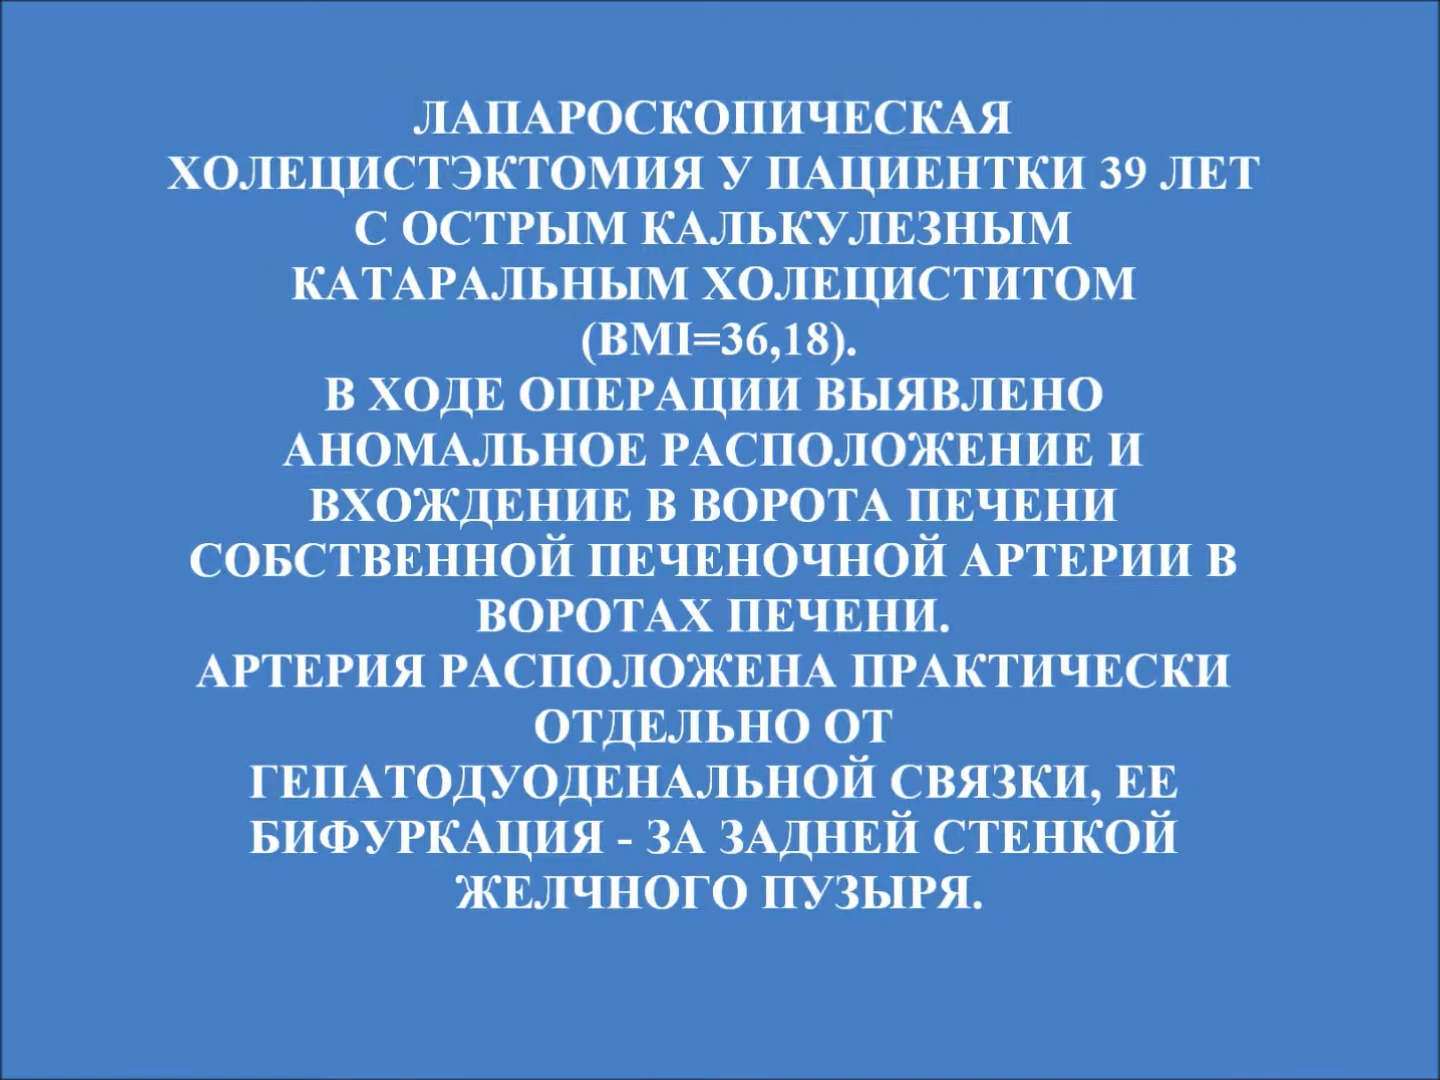 ЛАПАРОСКОПИЧЕСКАЯ
ХОЛЕЦИСТЭКТОМИЯ У ПАЦИЕНТКИ 39 ЛЕТ
С ОСТРЫМ КАЛЬКУЛЕЗНЫМ
КАТАРАЛЬНЫМ ХОЛЕЦИСТИТОМ
(BMI=36,18).
В ХОДЕ ОПЕРАЦИИ ВЫЯВЛЕНО
АНОМАЛЬНОЕ РАСПОЛОЖЕНИЕ И
ВХОЖДЕНИЕ В ВОРОТА ПЕЧЕНИ
СОБСТВЕННОЙ ПЕЧЕНОЧНОЙ АРТЕРИИ В
ВОРОТАХ ПЕЧЕНИ.
АРТЕРИЯ РАСПОЛОЖЕНА ПРАКТИЧЕСКИ
ОТДЕЛЬНО ОТ
ГЕПАТОДУОДЕНАЛЬНОЙ СВЯЗКИ, ЕЕ
БИФУРКАЦИЯ - ЗА ЗАДНЕЙ СТЕНКОЙ
ЖЕЛЧНОГО ПУЗЫРЯ.